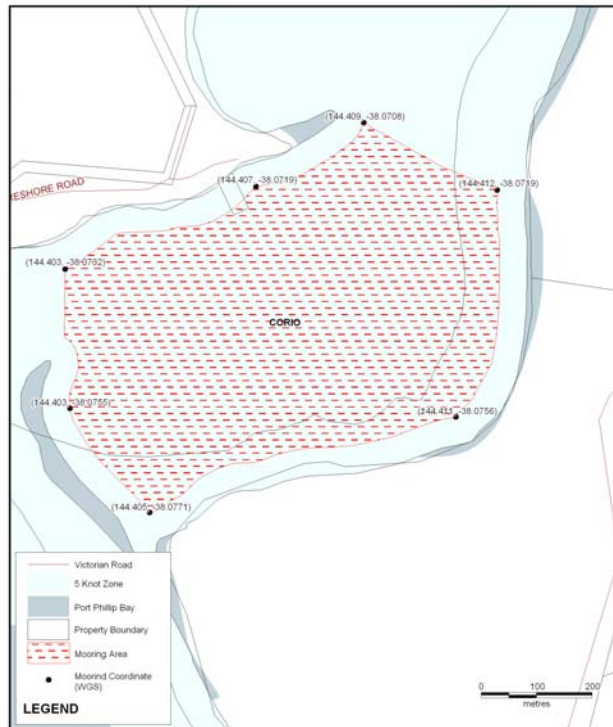 (144.409, -38.0708)
(144.407, -38.0719)
(144.412, -38.0719)
RESHORE ROAD
(144.403, -38.0732)
CORIO
(144.403, -38.0755)
(144.411, -38.0756)
(144.405, -38.0771)
Victorian Road
5 Knot Zone
Port Phillip Bay
Property Boundary
Mooring Area
Moorind Coordinate
(WGS)
LEGEND
0 100 200
metres